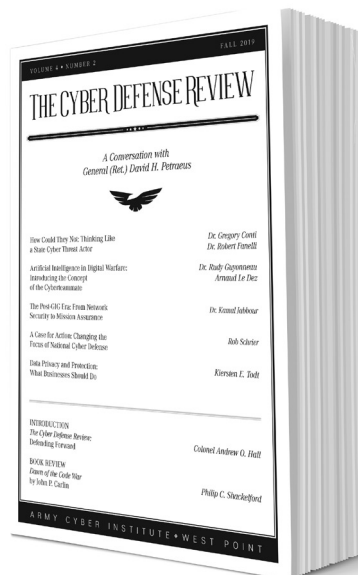 VOLUME 4 • NUMBER 2
FALL 2019
THE CYBER DEFENSE REVIEW
A Conversation with
General (Ret.) David H. Petraeus
How Could They Not: Thinking Like
a State Cyber Threat Actor
Dr. Gregory Conti
Dr. Robert Fanelli
Artificial Intelligence in Digital Warfare:
Introducing the Concept
of the Cyberteammate
Dr. Rudy Guyonneau
Arnaud Le Dez
The Post-GIG Era: From Network
Security to Mission Assurance
Dr. Kamal Jabbour
A Case for Action: Changing the
Focus of National Cyber Defense
Rob Schrier
Data Privacy and Protection:
What Businesses Should Do
Kiersten E. Todt
INTRODUCTION
The Cyber Defense Review:
Defending Forward
Colonel Andrew O. Hall
BOOK REVIEW
Dawn of the Code War
by John P. Carlin
Philip C. Shackelford
ARMY CYBER INSTITUTE • WEST POINT